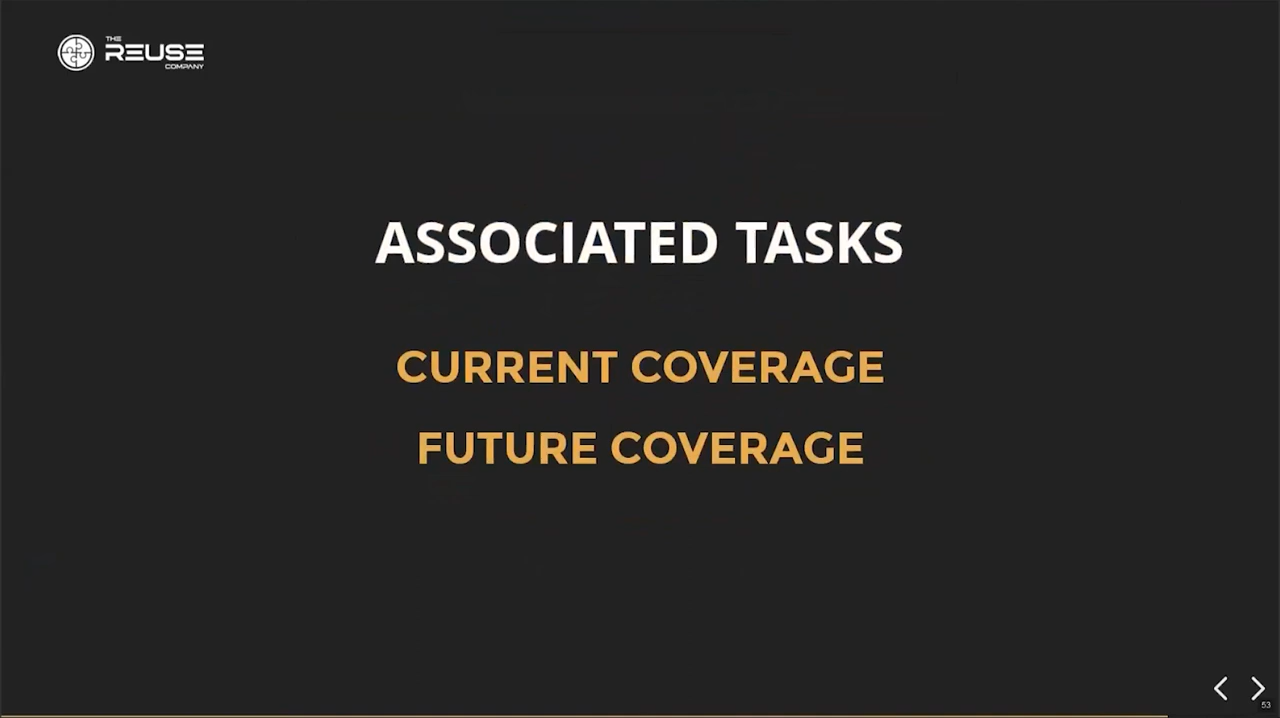 THE
REUSE
COMPANY
ASSOCIATED TASKS
CURRENT COVERAGE
FUTURE COVERAGE
53